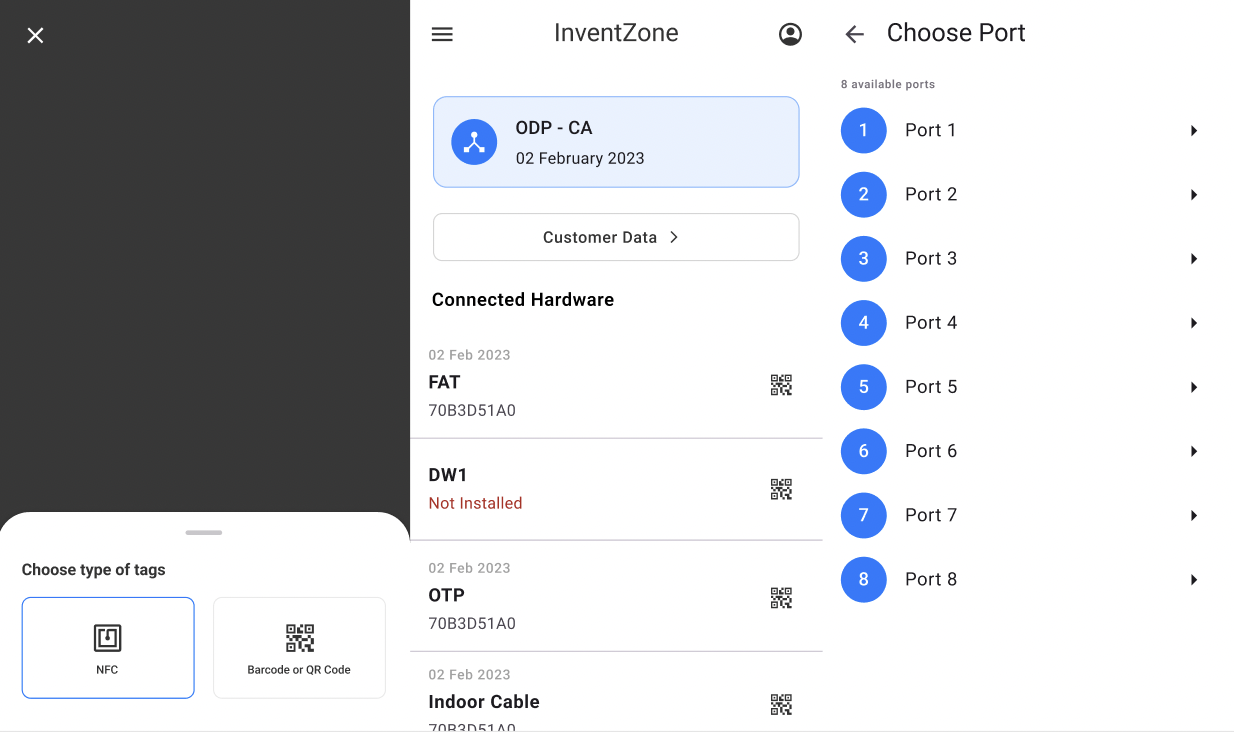 Choose type of tags
NFC
Barcode or QR Code
InventZone
ODP - CA
02 February 2023
Customer Data
Connected Hardware
02 Feb 2023
FAT
70B3D51A0
DW1
Not Installed
02 Feb 2023
OTP
70B3D51A0
02 Feb 2023
Indoor Cable
70B3D51A0
Choose Port
8 available ports
1 Port 1
2 Port 2
3 Port 3
4 Port 4
5 Port 5
6 Port 6
7 Port 7
8 Port 8